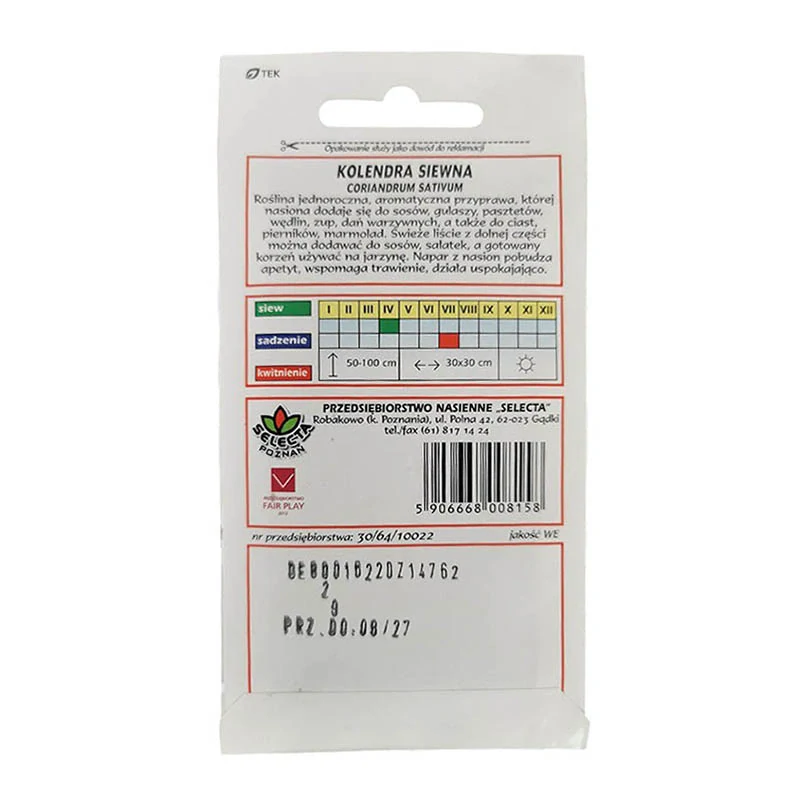 TEK
Opakowanie służy jako dowód do reklamacji
KOLENDRA SIEWNA
CORIANDRUM SATIVUM
Roślina jednoroczna, aromatyczna przyprawa, której
nasiona dodaje się do sosów, gulaszy, pasztetów,
wędlin, zup, dań warzywnych, a także do ciast,
pierników, marmolad. Świeże liście z dolnej części
można dodawać do sosów, sałatek, a gotowany
korzeń używać na jarzynę. Napar z nasion pobudza
apetyt, wspomaga trawienie, działa uspokajająco.
siew I II III IV V VI VII VIII IX X XI XII
sadzenie
kwitnienie 50-100 cm 30x30 cm
PRZEDSIĘBIORSTWO NASIENNE „SELECTA"
Robakowo (k. Poznania), ul. Polna 42, 62-023 Gądki
tel./fax (61) 817 14 24
SELECTA
POZNAŃ
PRZEDSIĘBIORSTWO
FAIR PLAY
2012
5 906668 008158
nr przedsiębiorstwa: 30/64/10022 jakość WE
DE00010220Z14762
2
9
PRZ.DO:08/27